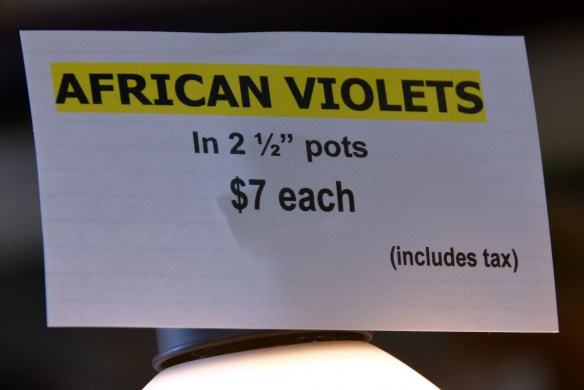 AFRICAN VIOLETS
In 2 ½” pots
$7 each
(includes tax)